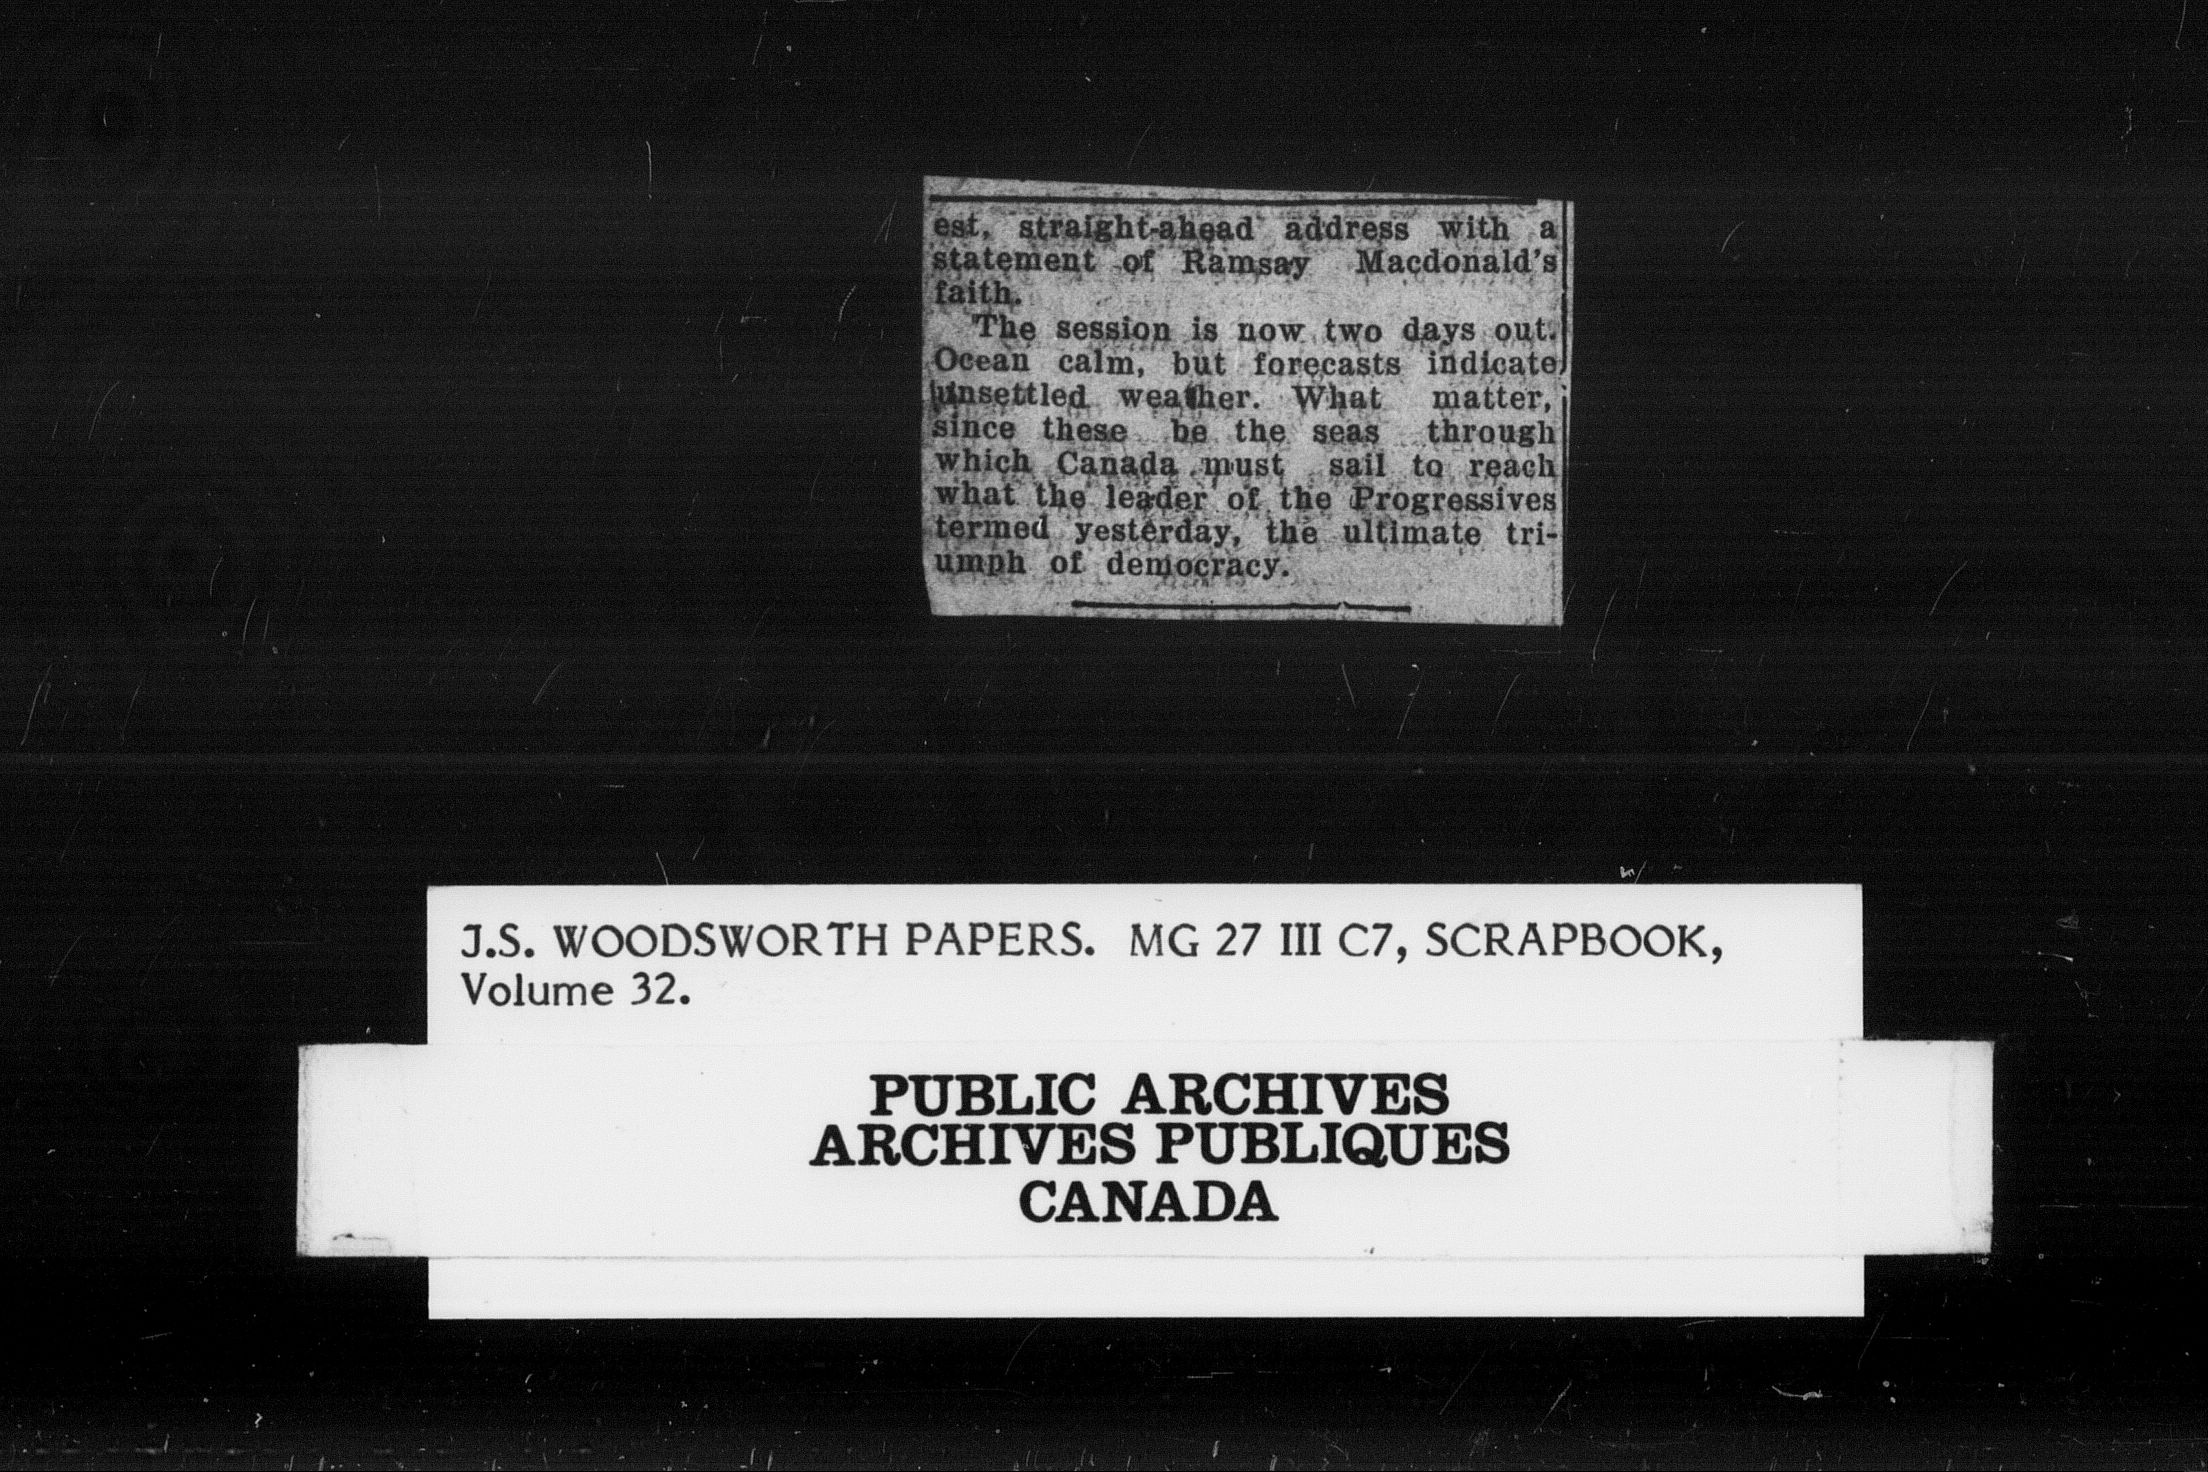 est, straight-ahead address with a
statement of Ramsay Macdonald's
faith.
The session is now two days out.
Ocean calm, but forecasts indicate
unsettled weather. What matter,
since these be the seas through
which Canada must sail to reach
what the leader of the Progressives
termed yesterday, the ultimate tri-
umph of democracy.
J.S. WOODSWORTH PAPERS. MG 27 III C7, SCRAPBOOK,
Volume 32.
PUBLIC ARCHIVES
ARCHIVES PUBLIQUES
CANADA